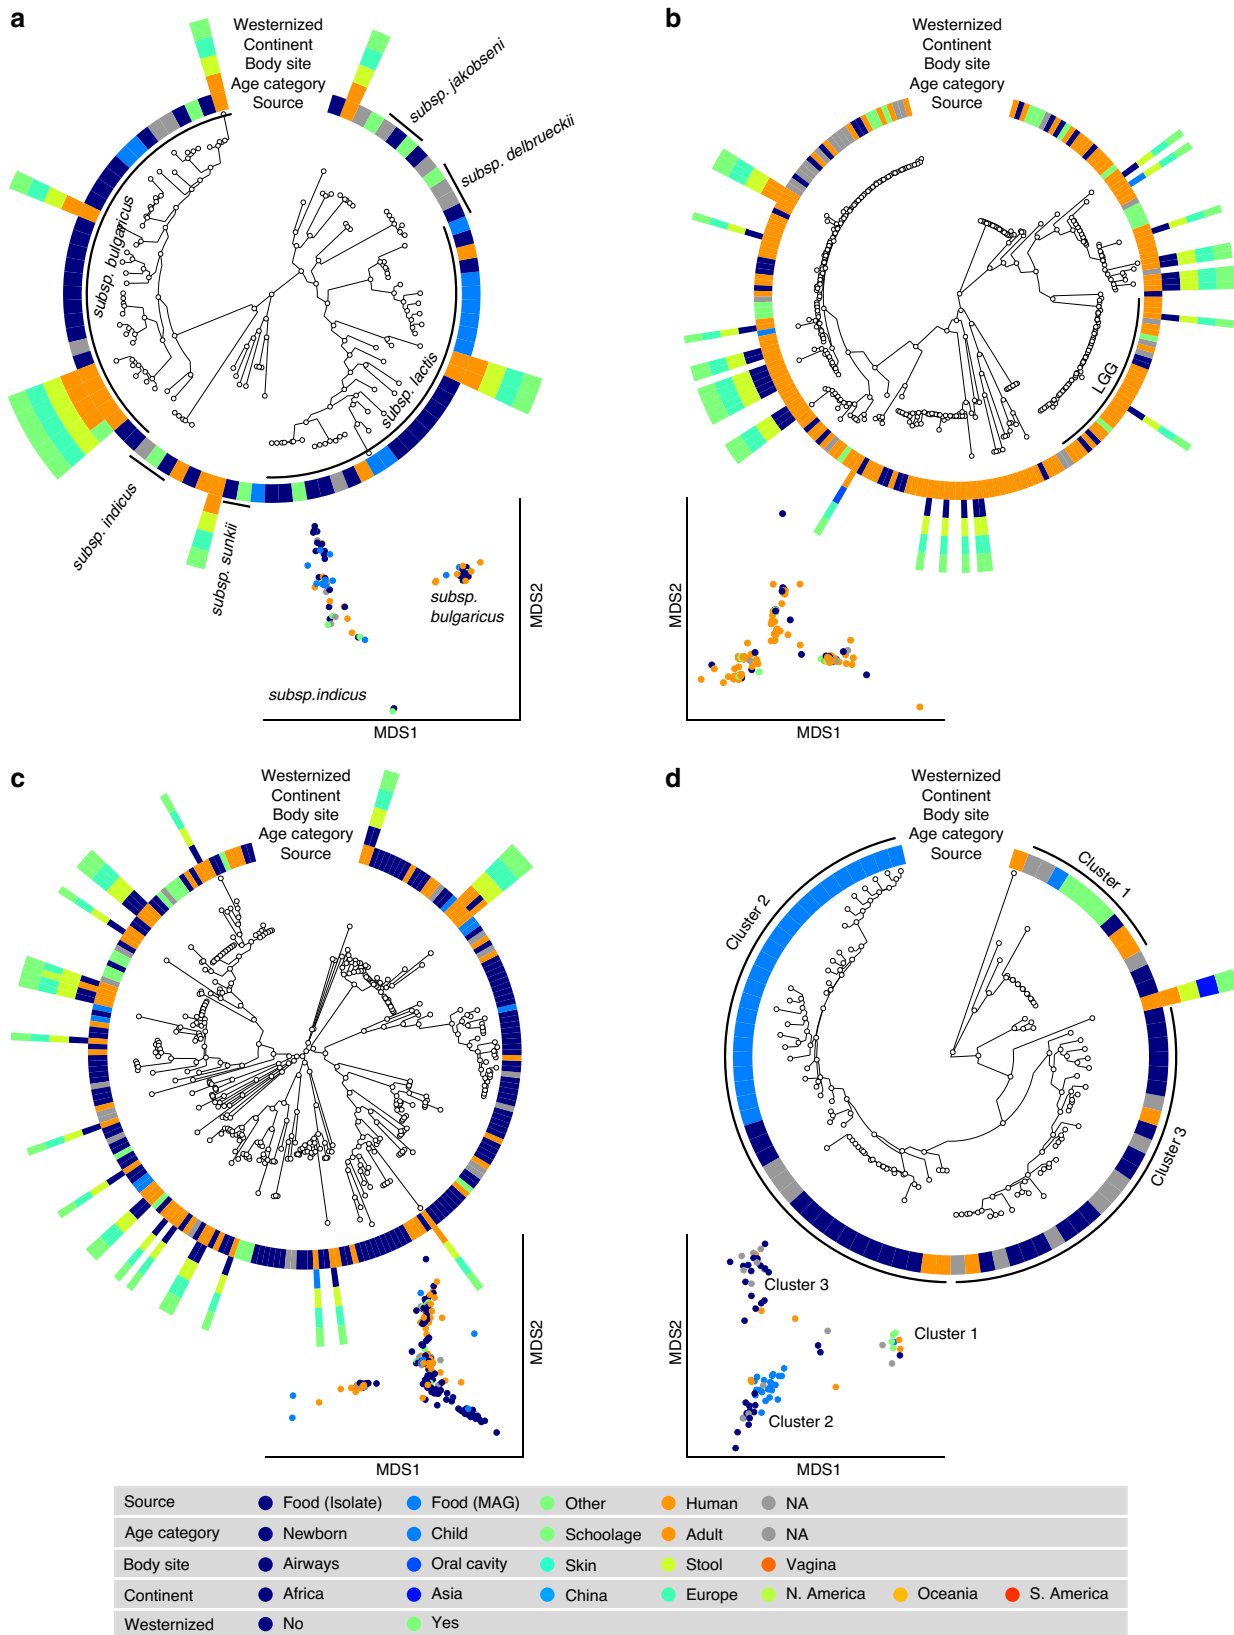 a
Westernized
Continent
Body site
Age category
Source
subsp. jakobseni
subsp. delbrueckii
subsp. bulgaricus
subsp. lactis
subsp. indicus
subsp. sunkii
subsp.
bulgaricus
subsp.indicus
MDS2
MDS1
b
Westernized
Continent
Body site
Age category
Source
LGG
MDS2
MDS1
c
Westernized
Continent
Body site
Age category
Source
MDS2
MDS1
d
Westernized
Continent
Body site
Age category
Source
Cluster 1
Cluster 2
Cluster 3
Cluster 3
Cluster 1
Cluster 2
MDS2
MDS1
Source Food (Isolate) Food (MAG) Other Human NA
Age category Newborn Child Schoolage Adult NA
Body site Airways Oral cavity Skin Stool Vagina
Continent Africa Asia China Europe N. America Oceania S. America
Westernized No Yes